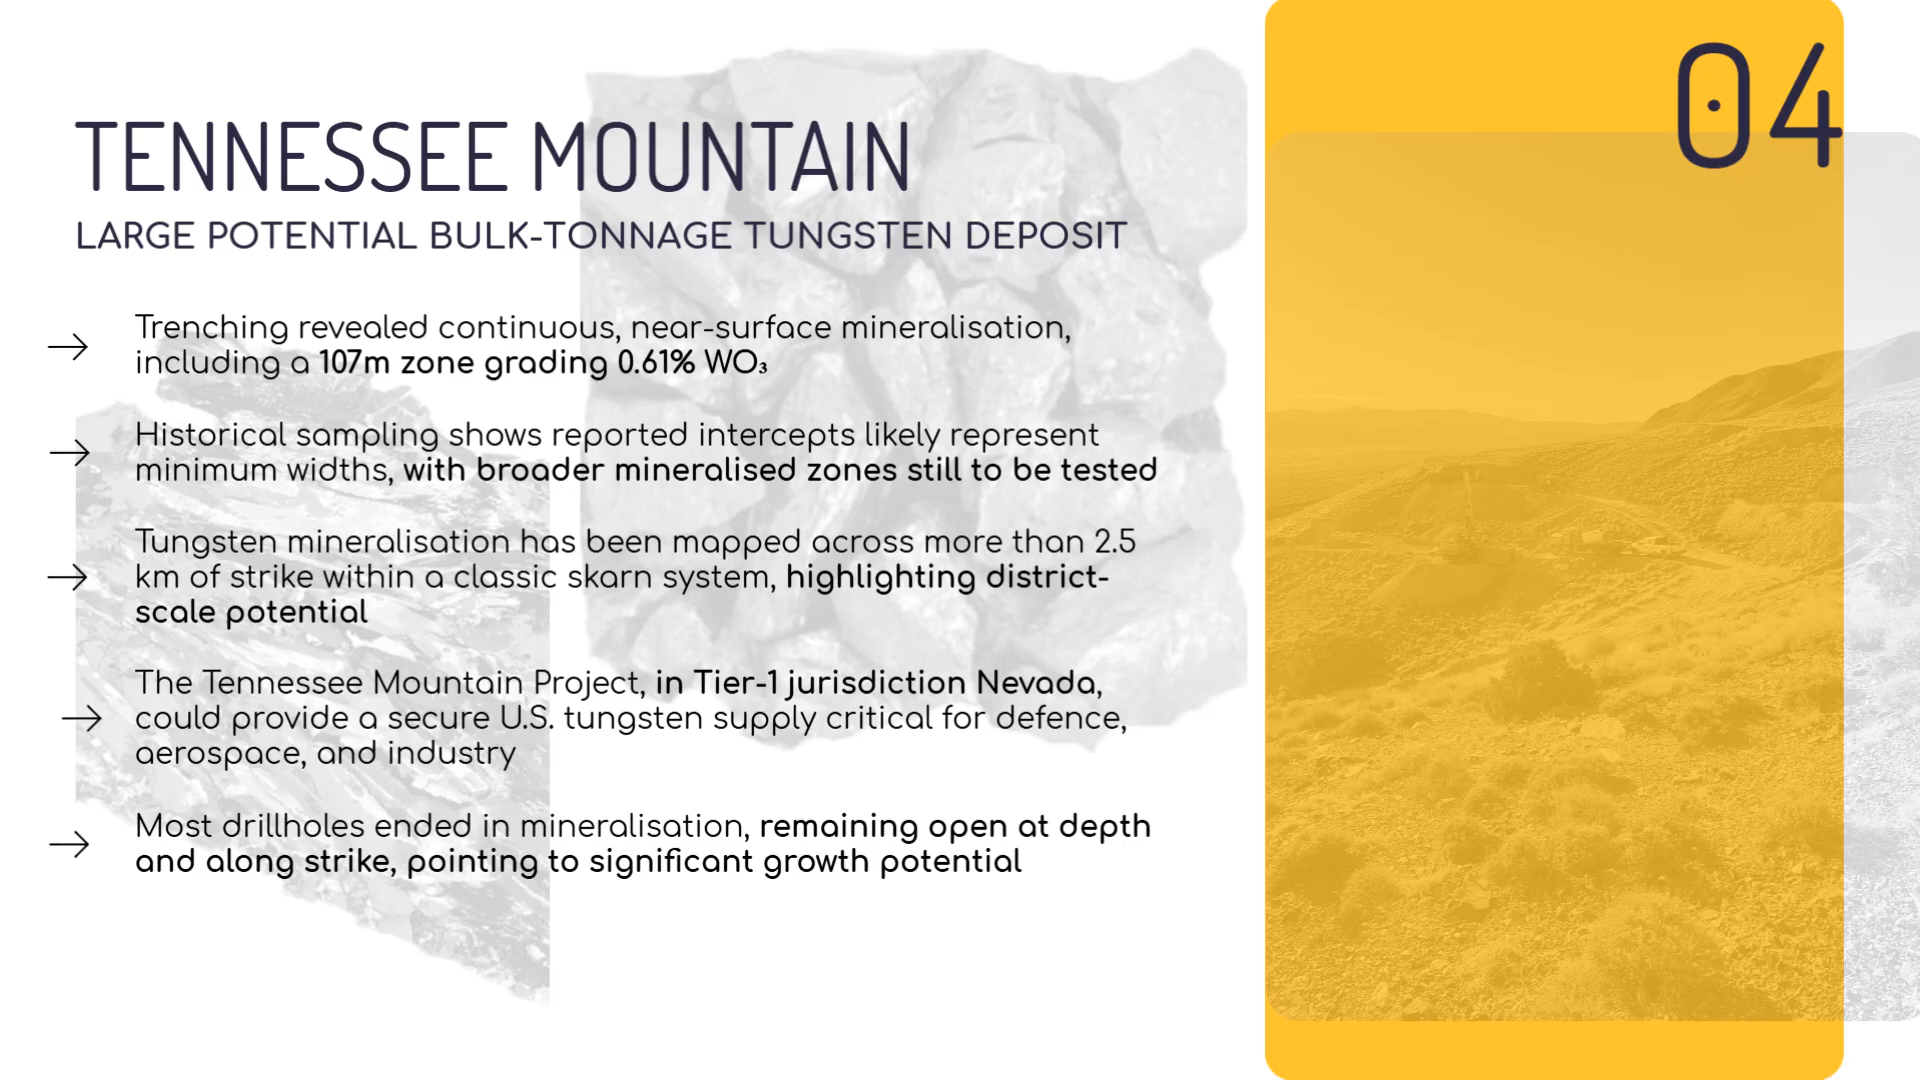 04
TENNESSEE MOUNTAIN
LARGE POTENTIAL BULK-TONNAGE TUNGSTEN DEPOSIT
Trenching revealed continuous, near-surface mineralisation,
including a 107m zone grading 0.61% WO₃
Historical sampling shows reported intercepts likely represent
minimum widths, with broader mineralised zones still to be tested
Tungsten mineralisation has been mapped across more than 2.5
km of strike within a classic skarn system, highlighting district-
scale potential
The Tennessee Mountain Project, in Tier-1 jurisdiction Nevada,
could provide a secure U.S. tungsten supply critical for defence,
aerospace, and industry
Most drillholes ended in mineralisation, remaining open at depth
and along strike, pointing to significant growth potential